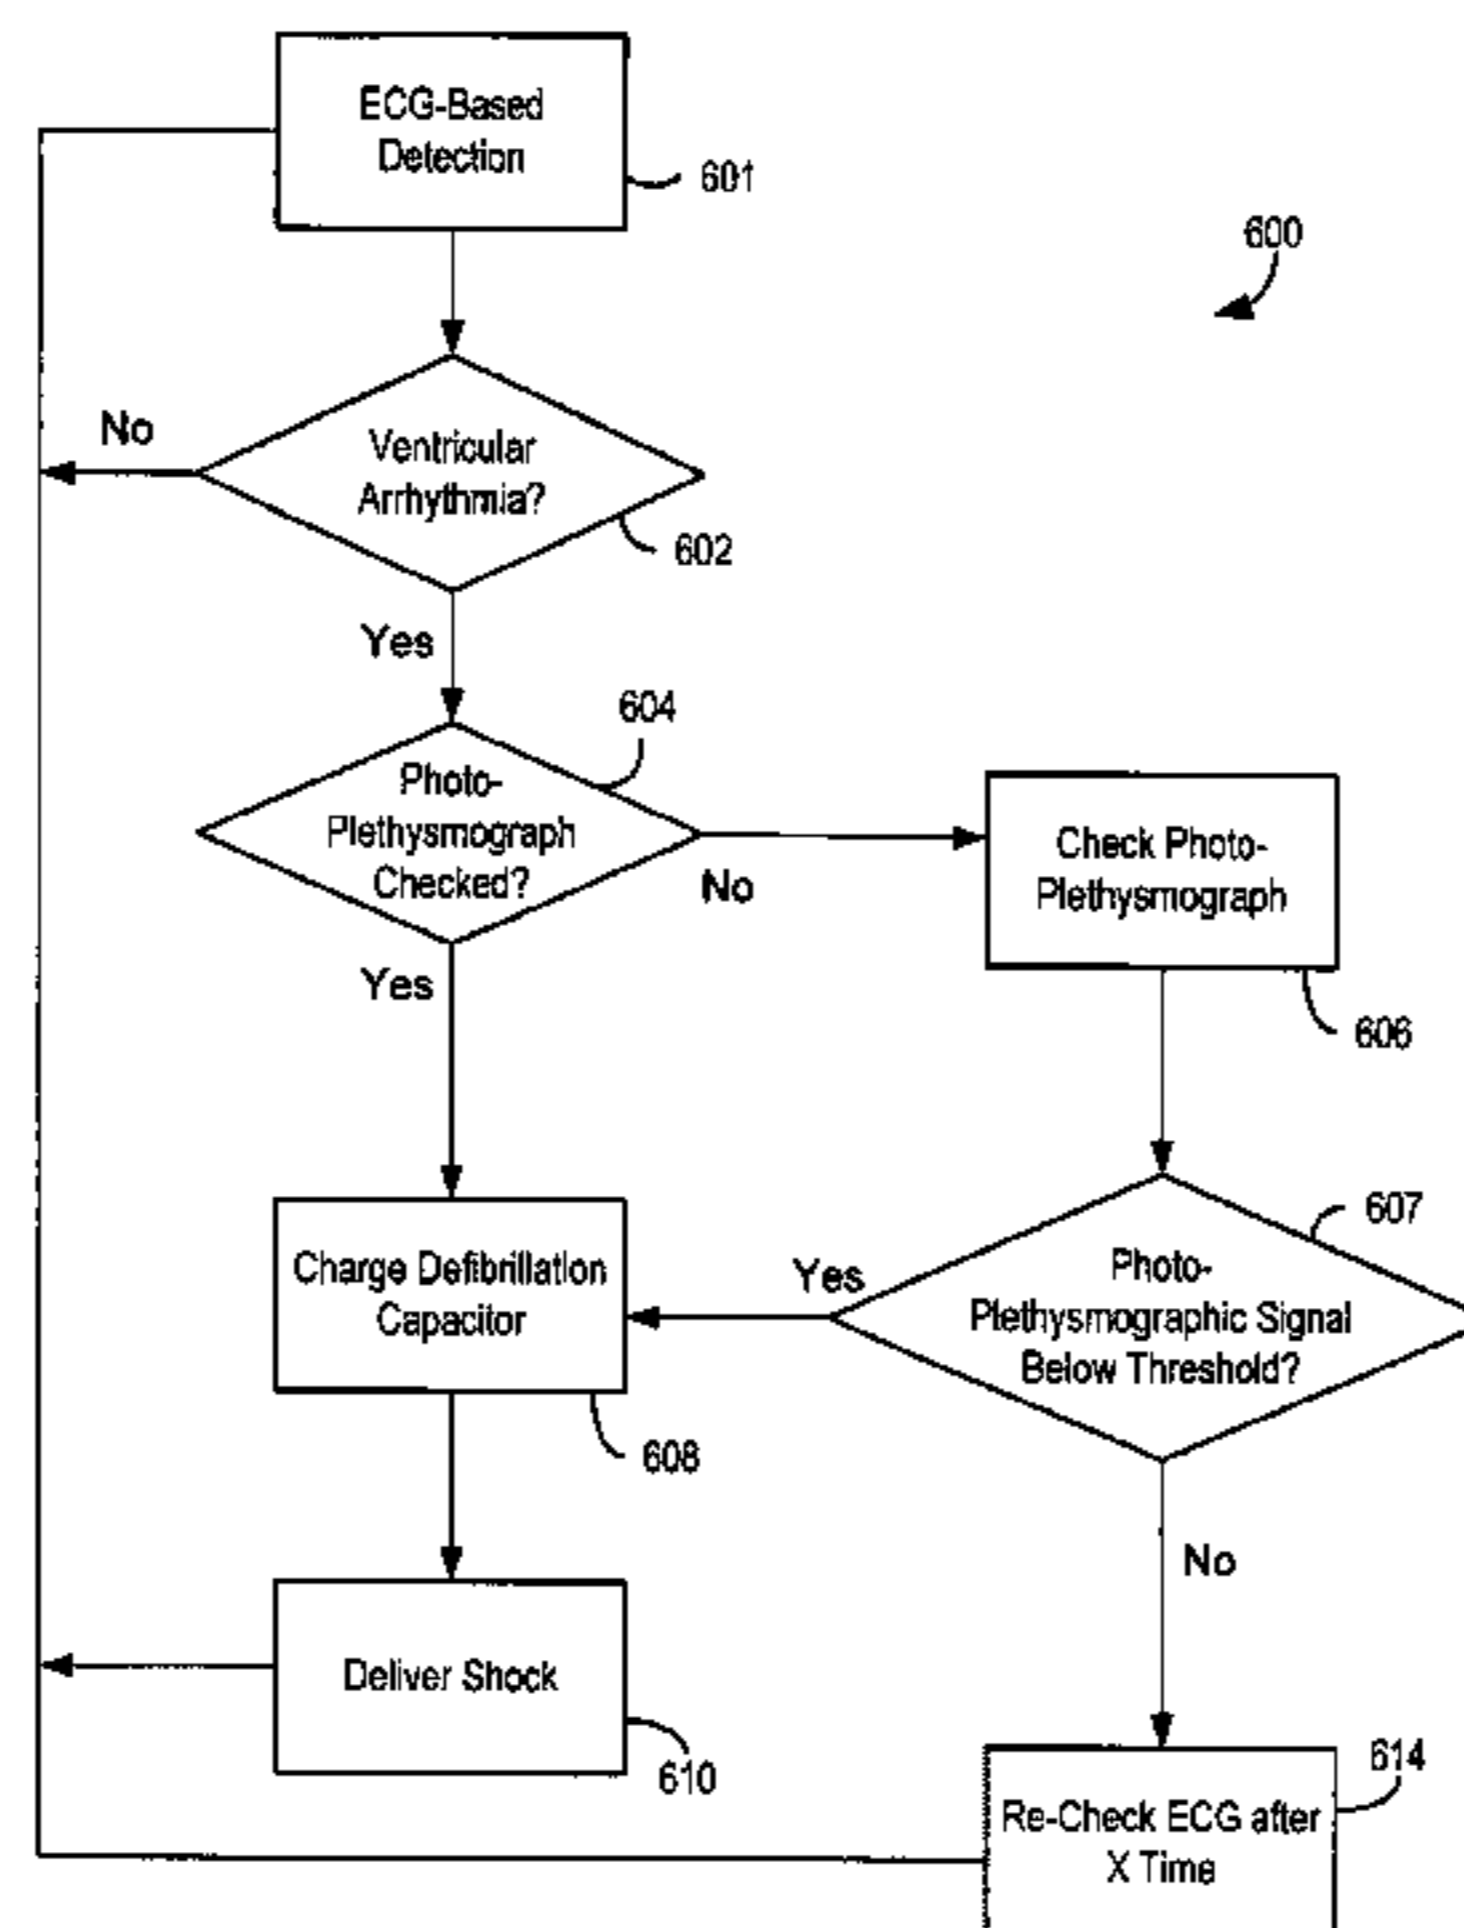 ECG-Based
Detection
601
600
No
Ventricular
Arrhythmia?
602
Yes
604
Photo-
Plethysmograph
Checked?
No
Check Photo-
Plethysmograph
606
Yes
607
Photo-
Plethysmographic Signal
Below Threshold?
Yes
Charge Defibrillation
Capacitor
608
No
Deliver Shock
610
614
Re-Check ECG after
X Time